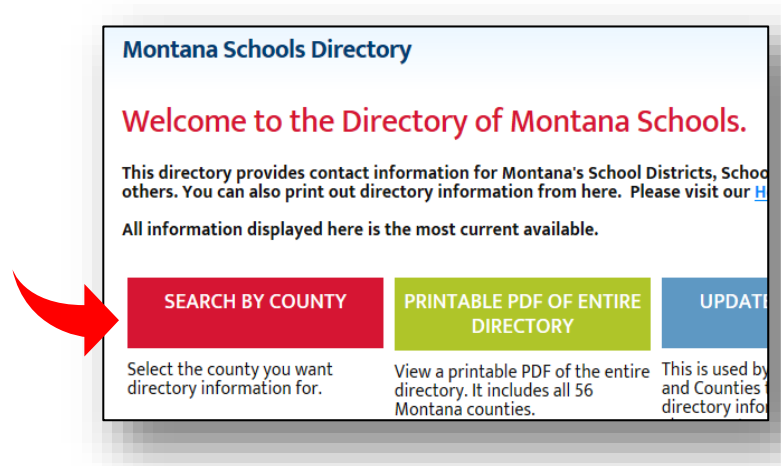 Montana Schools Directory
Welcome to the Directory of Montana Schools.
This directory provides contact information for Montana's School Districts,
others. You can also print out directory information from here. Please visit our
All information displayed here is the most current available.
SEARCH BY COUNTY
Select the county you want
directory information for.
PRINTABLE PDF OF ENTIRE
DIRECTORY
View a printable PDF of the entire
directory. It includes all 56
Montana counties.
This is used by
and Counties
directory